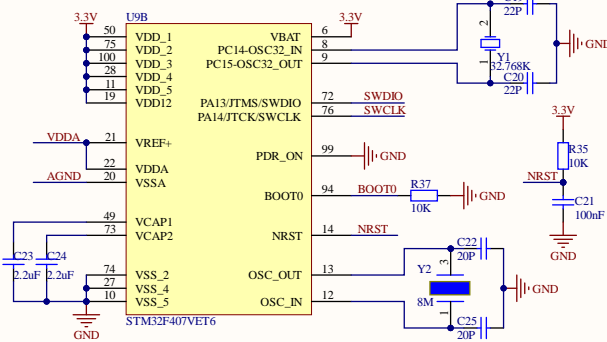 3.3V
U9B
3.3V
50 VDD_1
75 VDD_2
100 VDD_3
28 VDD_4
11 VDD_5
19 VDD12
VDDA 21 VREF+
22 VDDA
AGND 20 VSSA
49 VCAP1
73 VCAP2
C23 2.2uF
C24 2.2uF
74 VSS_2
27 VSS_4
10 VSS_5
GND
STM32F407VET6
VBAT 6
PC14-OSC32_IN 8
PC15-OSC32_OUT 9
PA13/JTMS/SWDIO 72 SWDIO
PA14/JTCK/SWCLK 76 SWCLK
PDR_ON 99 GND
BOOT0 94 BOOT0 R37 10K GND
NRST 14 NRST
OSC_OUT 13
OSC_IN 12
22P
2
Y1
1
32.768K
C20
22P
GND
3.3V
R35
10K
NRST
C21
100nF
GND
C22
20P
Y2
3
8M
1
C25
20P
GND